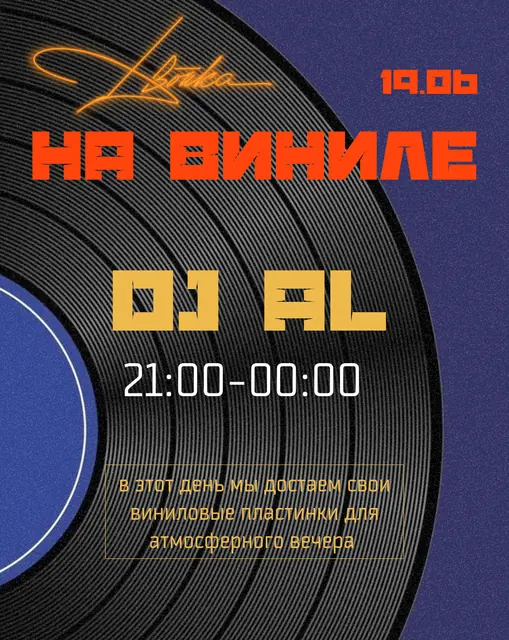 Двойка
19.06
НА ВИНИЛЕ
DJ AL
21:00-00:00
в этот день мы достаем свои
виниловые пластинки для
атмосферного вечера